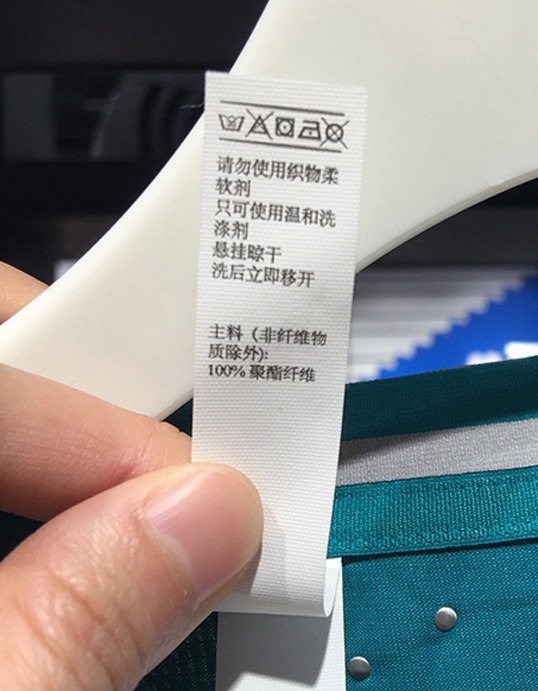 请勿使用织物柔
软剂
只可使用温和洗
涤剂
悬挂晾干
洗后立即移开
主料（非纤维物
质除外):
100% 聚酯纤维